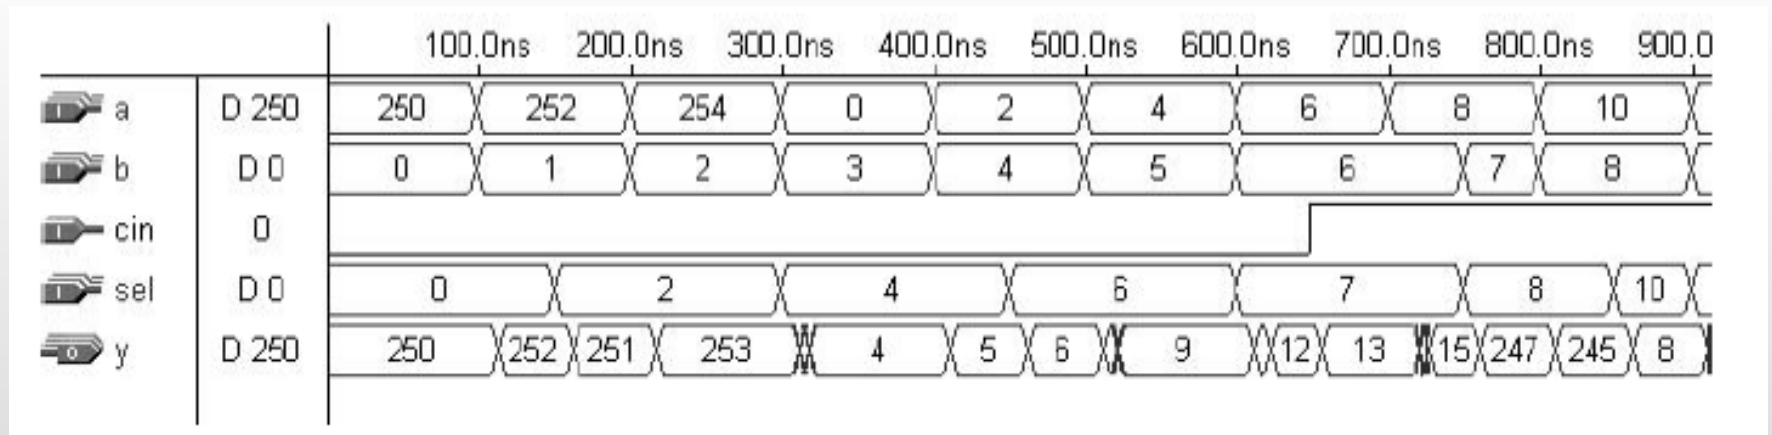 100.0ns 200.0ns 300.0ns 400.0ns 500.0ns 600.0ns 700.0ns 800.0ns 900.0
I a D 250 250 252 254 0 2 4 6 8 10
I b D 0 0 1 2 3 4 5 6 7 8
I cin 0
I sel D 0 0 2 4 6 7 8 10
O y D 250 250 252 251 253 4 5 6 9 12 13 15 247 245 8